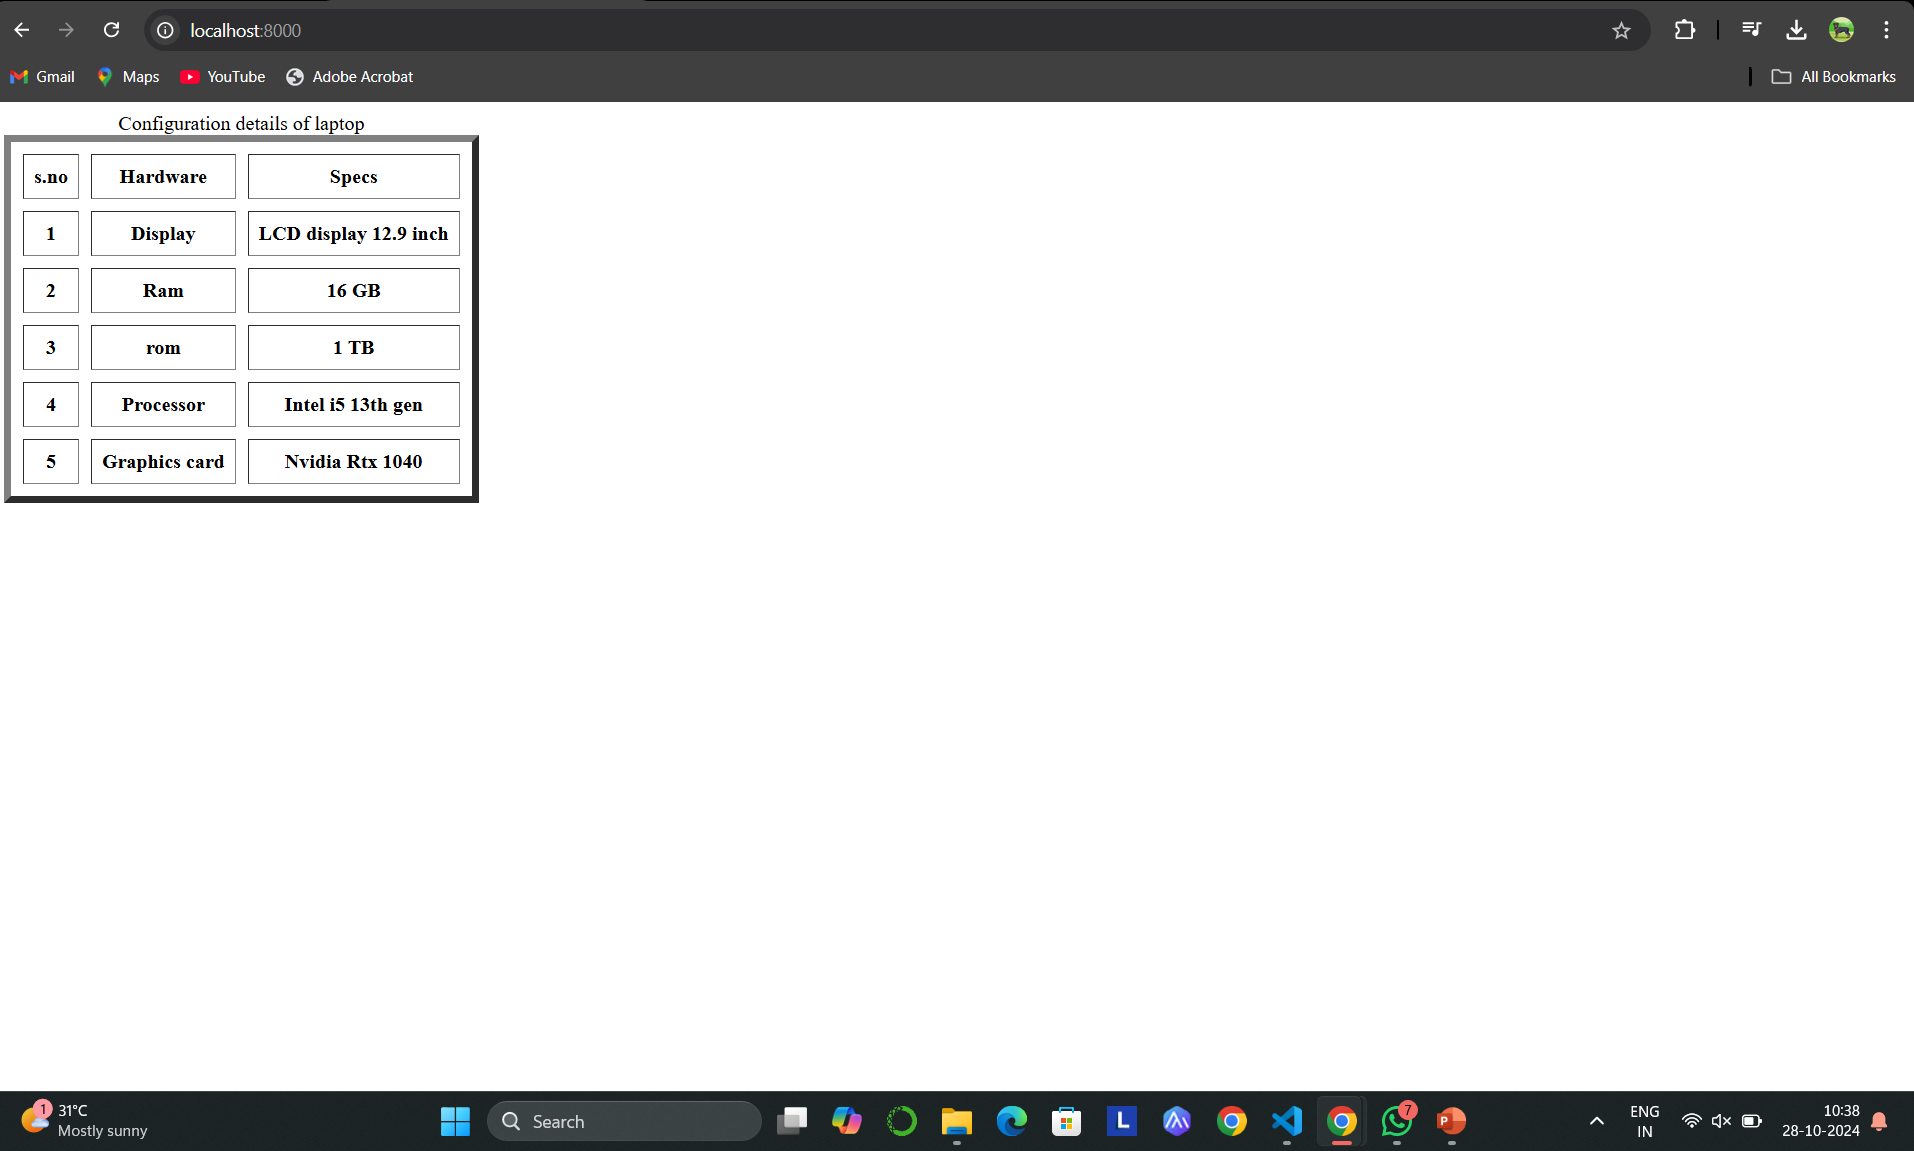 localhost:8000
Gmail Maps YouTube Adobe Acrobat All Bookmarks
Configuration details of laptop
s.no Hardware Specs
1 Display LCD display 12.9 inch
2 Ram 16 GB
3 rom 1 TB
4 Processor Intel i5 13th gen
5 Graphics card Nvidia Rtx 1040
1 31°C
Mostly sunny
Search
L
7
P
ENG
IN
10:38
28-10-2024